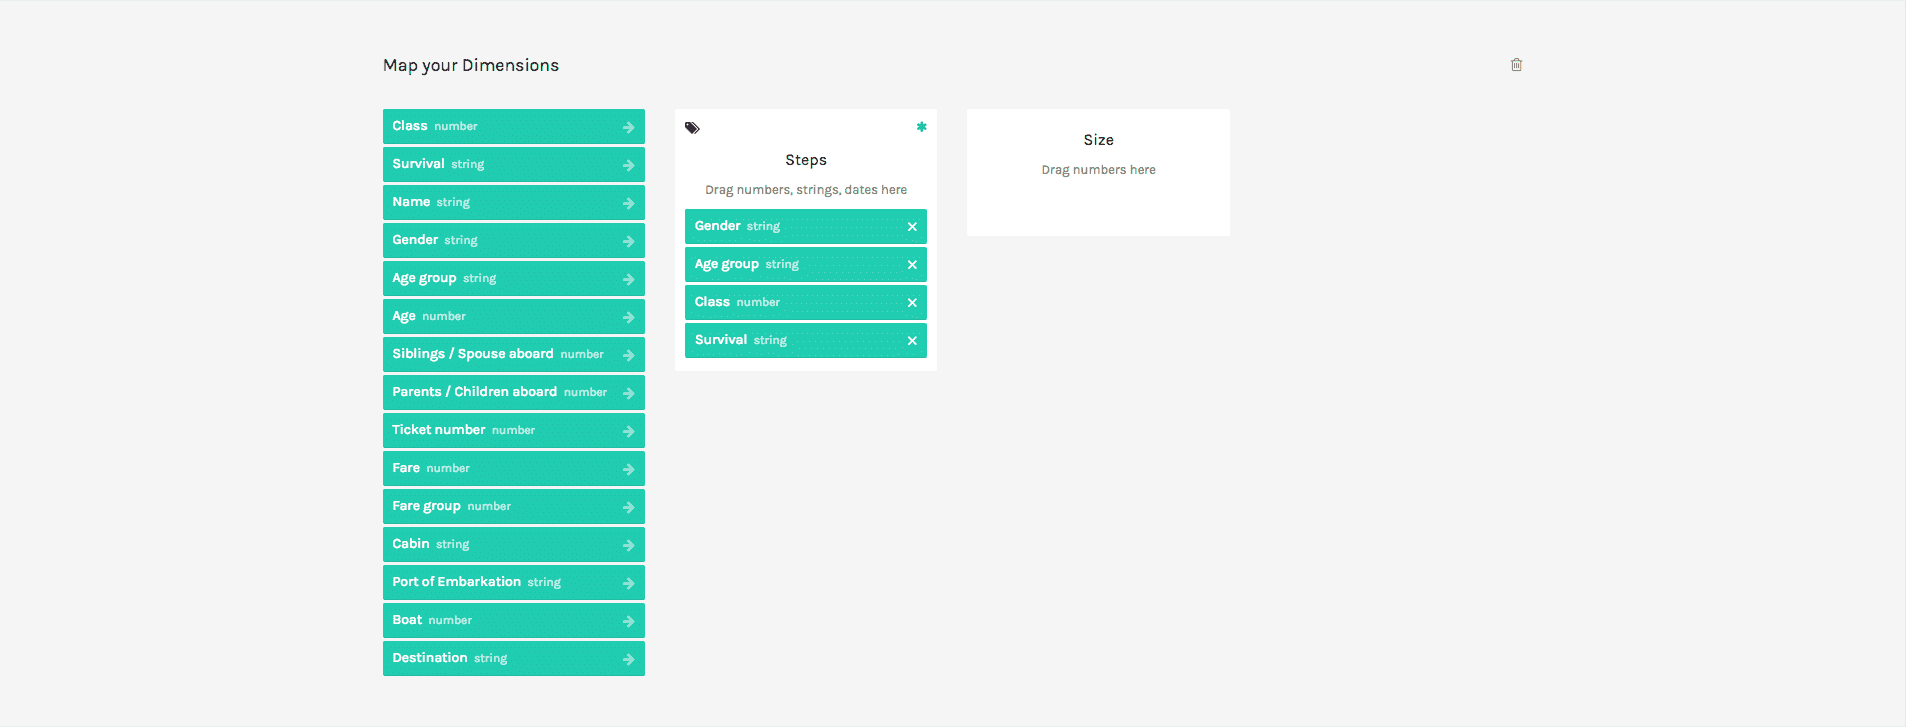 Map your Dimensions
Class number
Survival string
Name string
Gender string
Age group string
Age number
Siblings / Spouse aboard number
Parents / Children aboard number
Ticket number number
Fare number
Fare group number
Cabin string
Port of Embarkation string
Boat number
Destination string
Steps
Drag numbers, strings, dates here
Gender string
Age group string
Class number
Survival string
Size
Drag numbers here